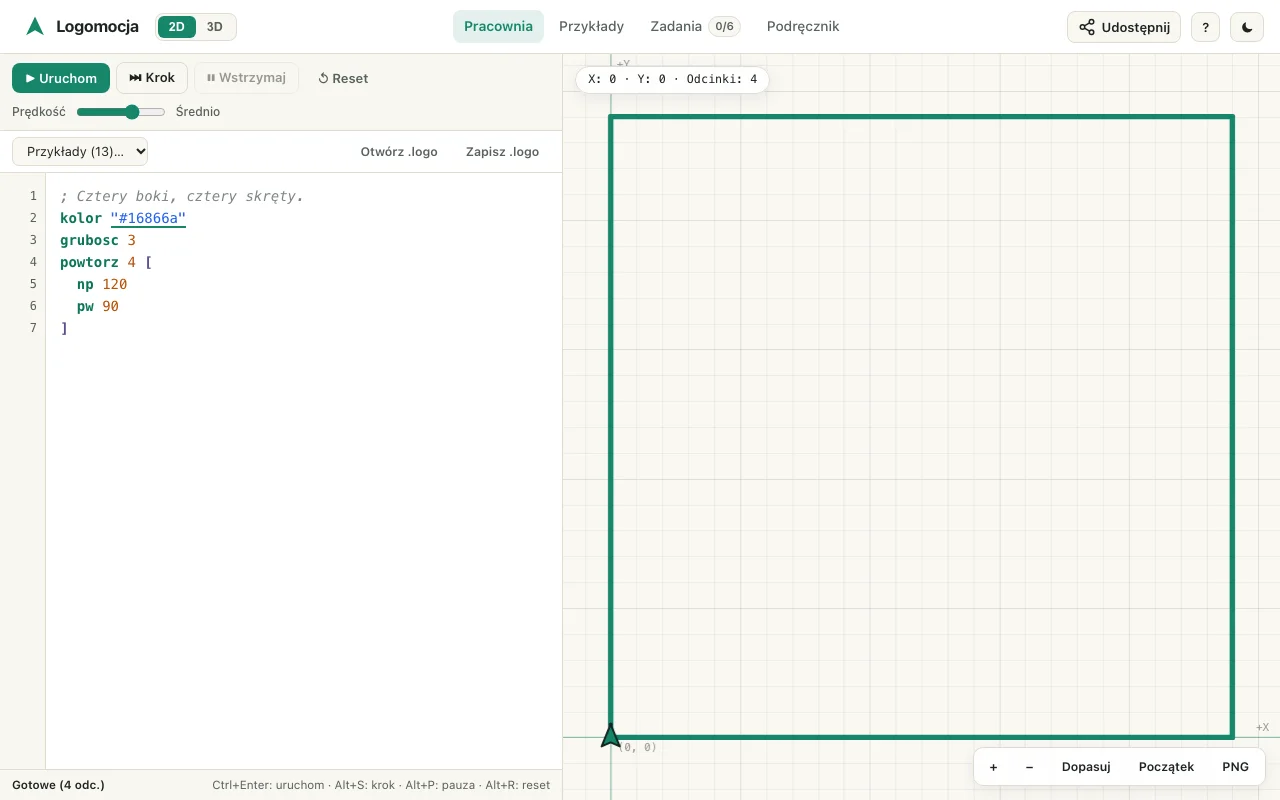 Logomocja 2D 3D Pracownia Przykłady Zadania 0/6 Podręcznik Udostępnij ?
Uruchom Krok Wstrzymaj Reset
Prędkość Średnio
Przykłady (13)... Otwórz .logo Zapisz .logo
1 ; Cztery boki, cztery skręty.
2 kolor "#16866a"
3 grubosc 3
4 powtorz 4 [
5 np 120
6 pw 90
7 ]
Gotowe (4 odc.) Ctrl+Enter: uruchom · Alt+S: krok · Alt+P: pauza · Alt+R: reset
+Y
X: 0 · Y: 0 · Odcinki: 4
+X
(0, 0)
+ − Dopasuj Początek PNG